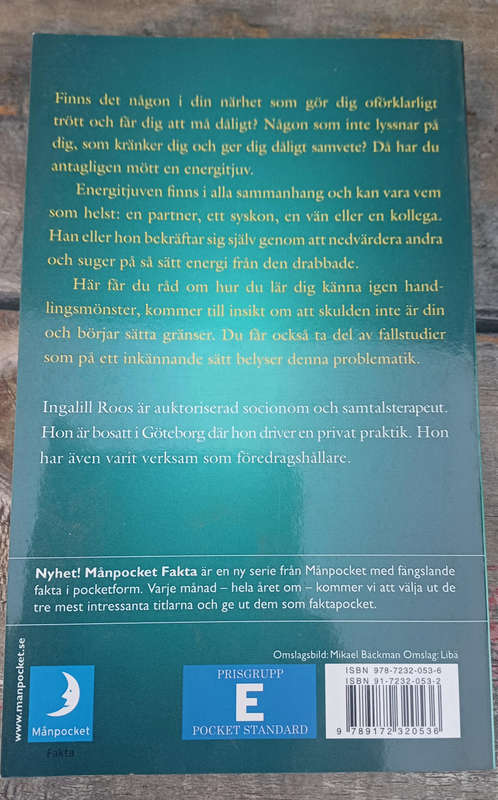 Finns det någon i din närhet som gör dig oförklarligt
trött och får dig att må dåligt? Någon som inte lyssnar på
dig, som kränker dig och ger dig dåligt samvete? Då har du
antagligen mött en energitjuv.
Energitjuven finns i alla sammanhang och kan vara vem
som helst: en partner, ett syskon, en vän eller en kollega.
Han eller hon bekräftar sig själv genom att nedvärdera andra
och suger på så sätt energi från den drabbade.
Här får du råd om hur du lär dig känna igen hand-
lingsmönster, kommer till insikt om att skulden inte är din
och börjar sätta gränser. Du får också ta del av fallstudier
som på ett inkännande sätt belyser denna problematik.
Ingalill Roos är auktoriserad socionom och samtalsterapeut.
Hon är bosatt i Göteborg där hon driver en privat praktik. Hon
har även varit verksam som föredragshållare.
Nyhet! Månpocket Fakta är en ny serie från Månpocket med fängslande
fakta i pocketform. Varje månad – hela året om – kommer vi att välja ut de
tre mest intressanta titlarna och ge ut dem som faktapocket.
Omslagsbild: Mikael Bäckman Omslag: Liba
www.manpocket.se
Månpocket
Fakta
PRISGRUPP
E
POCKET STANDARD
ISBN 978-7232-053-6
ISBN 91-7232-053-2
9 789172 320536